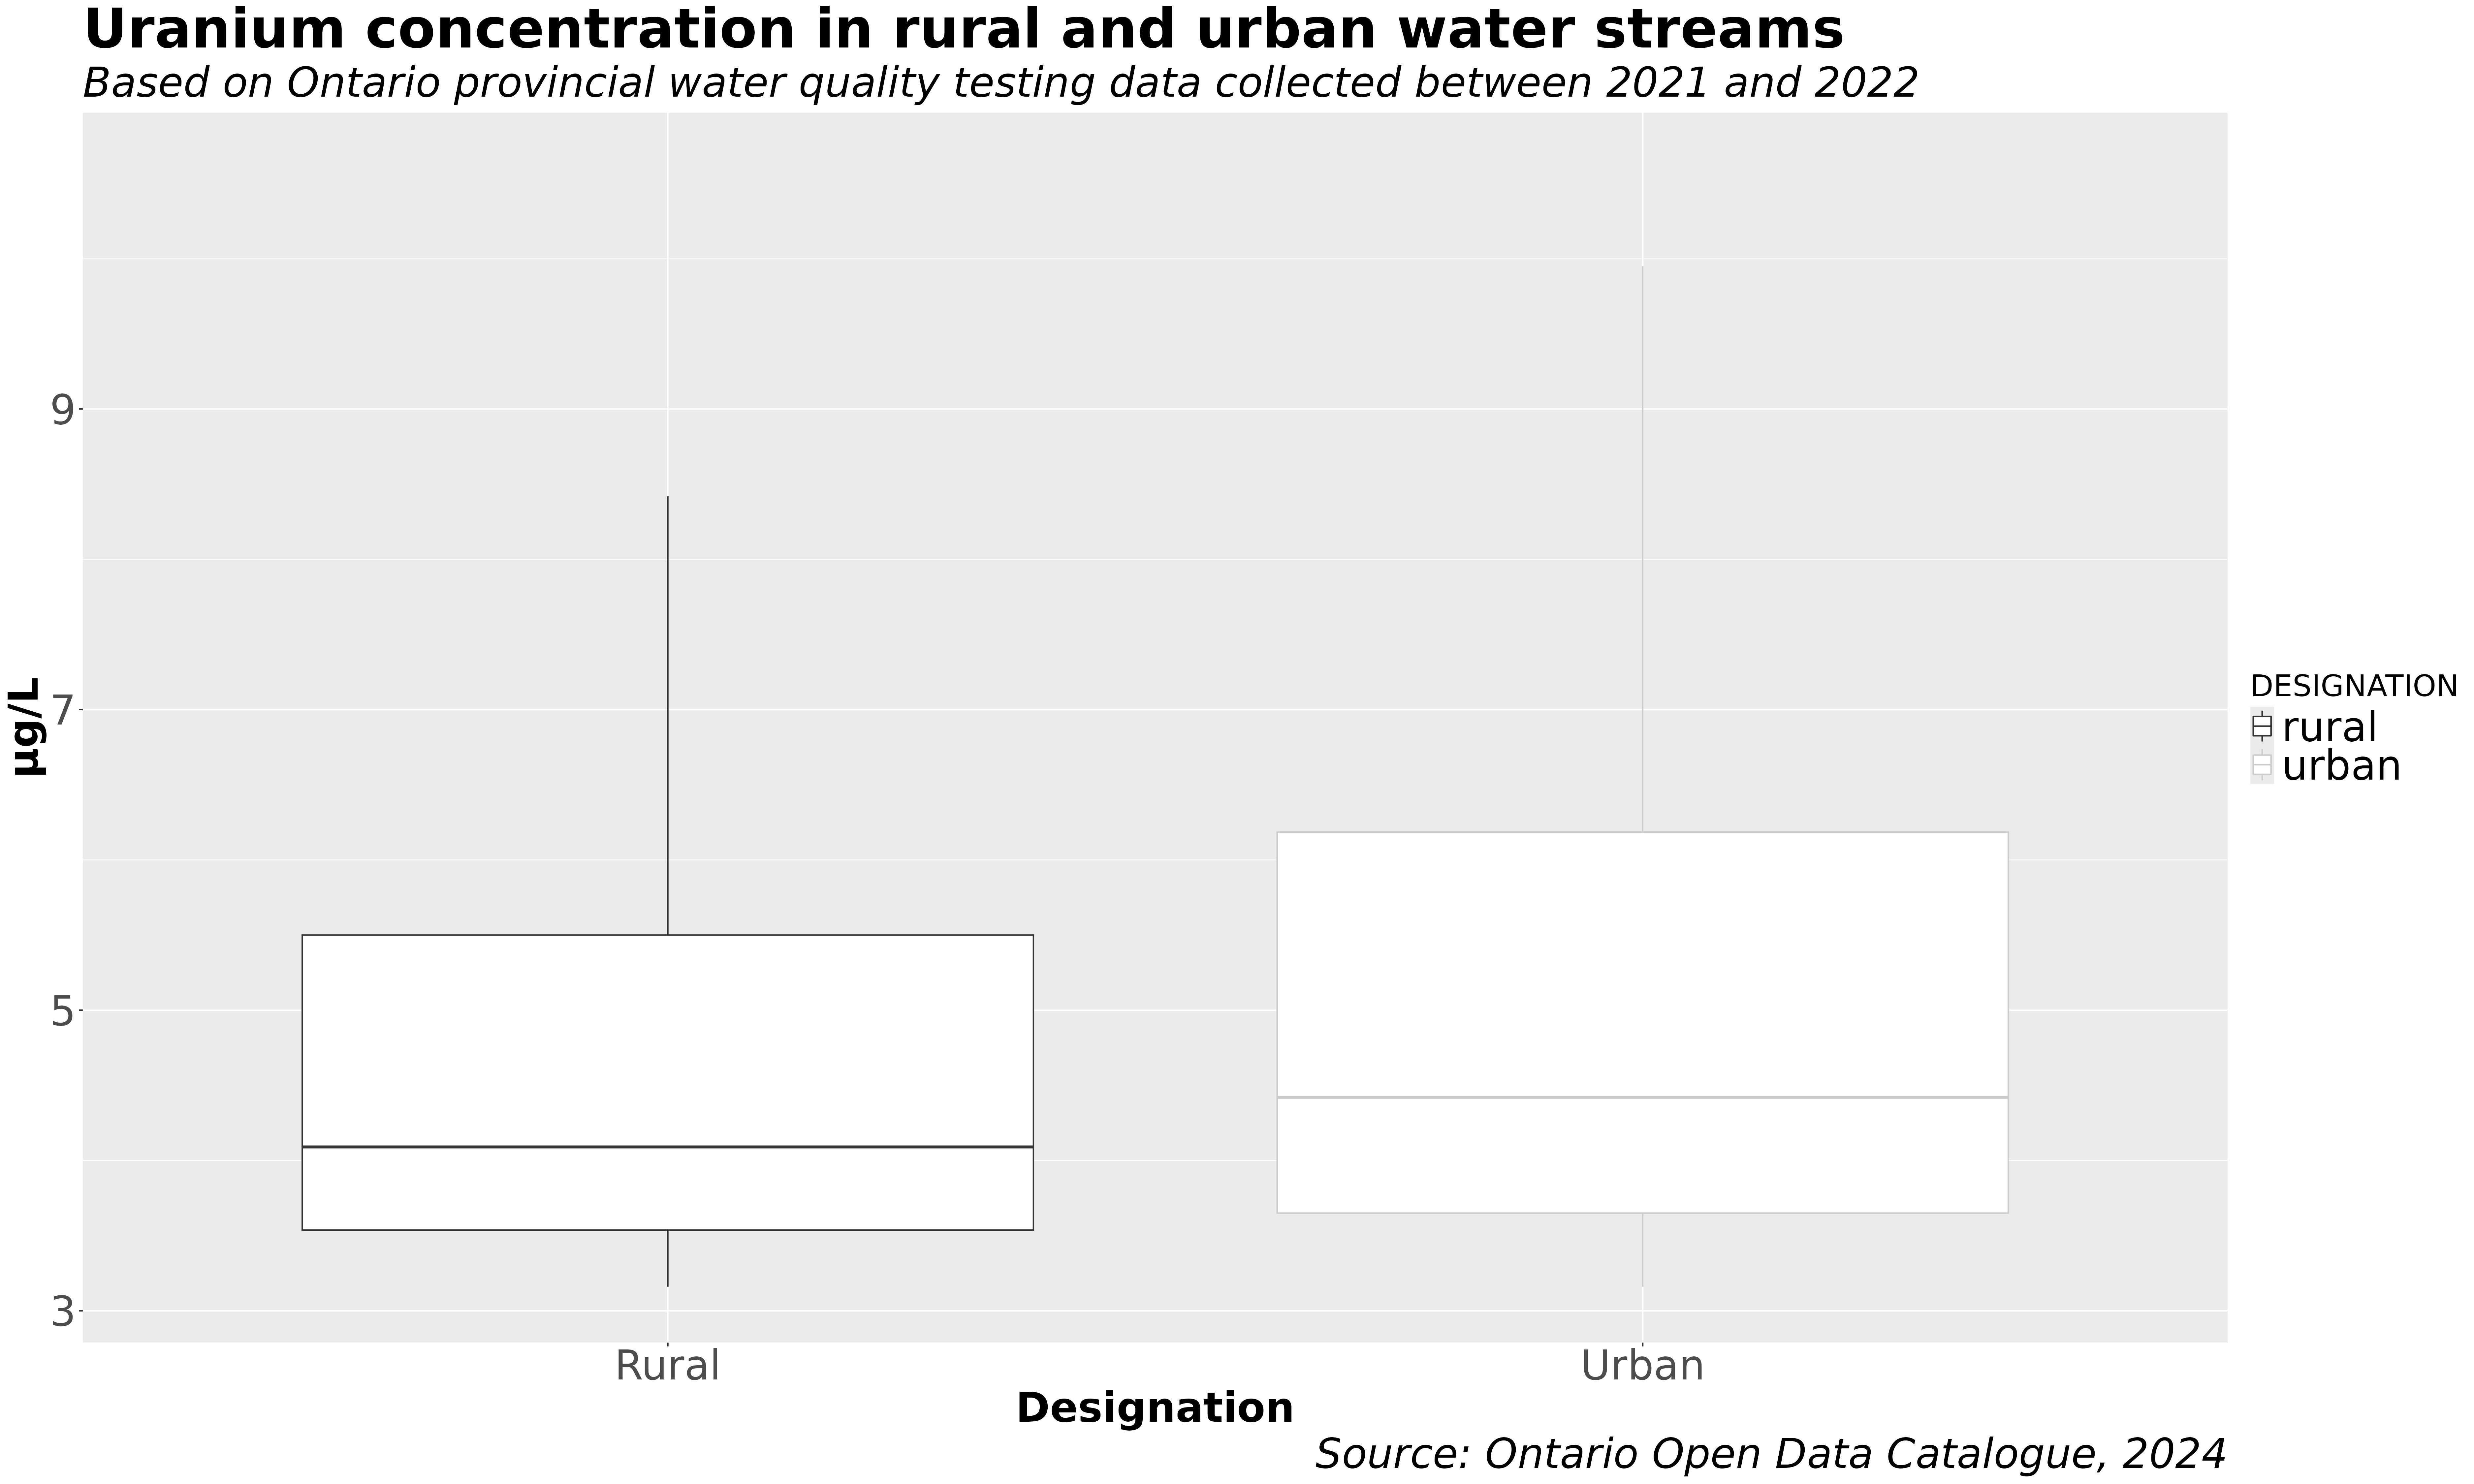 Uranium concentration in rural and urban water streams
Based on Ontario provincial water quality testing data collected between 2021 and 2022
9
7
5
3
µg/L
Rural
Urban
Designation
DESIGNATION
rural
urban
Source: Ontario Open Data Catalogue, 2024